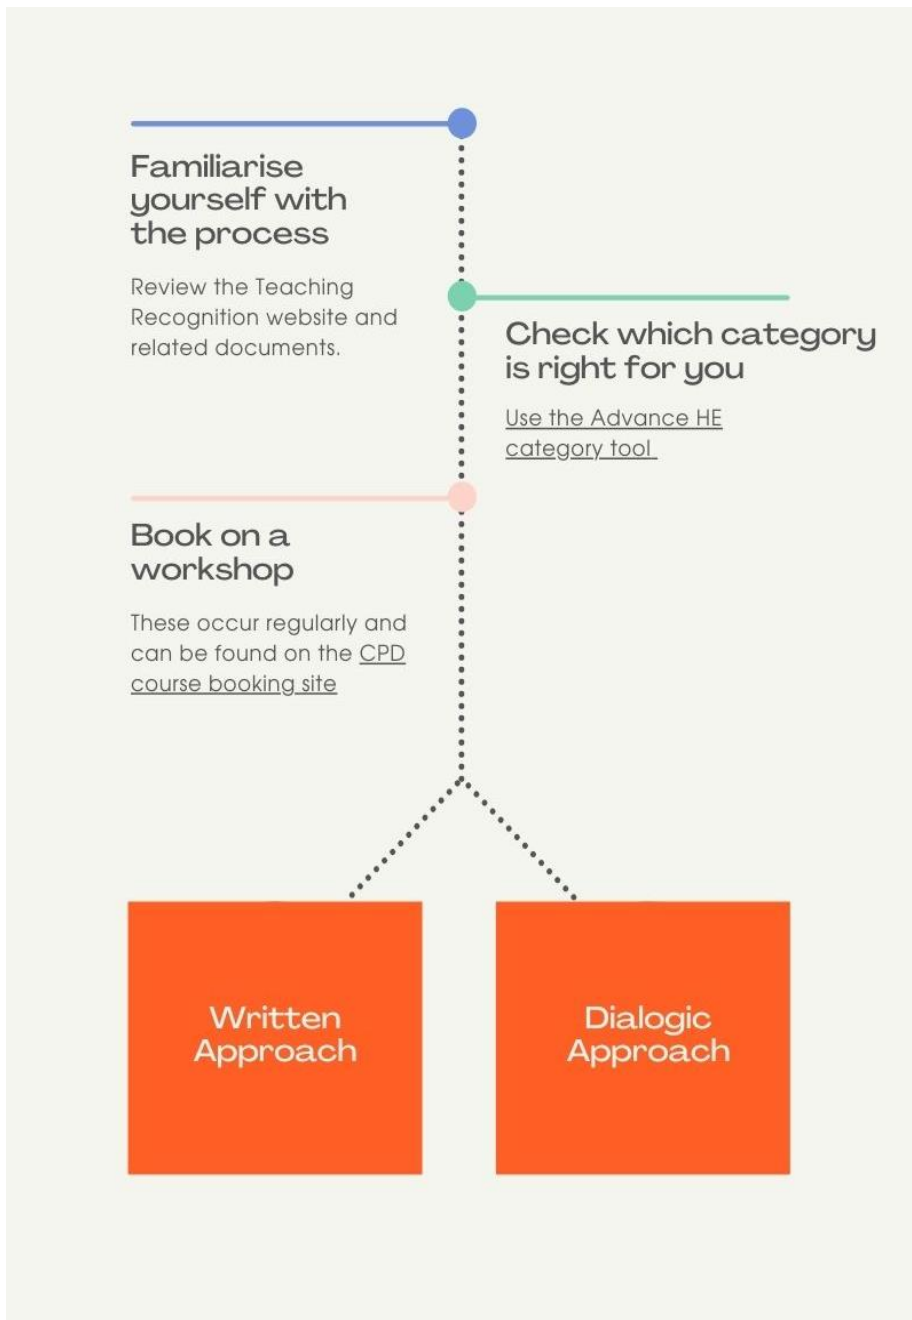 Familiarise
yourself with
the process
Review the Teaching
Recognition website and
related documents.
Check which category
is right for you
Use the Advance HE
category tool
Book on a
workshop
These occur regularly and
can be found on the CPD
course booking site
Written
Approach
Dialogic
Approach